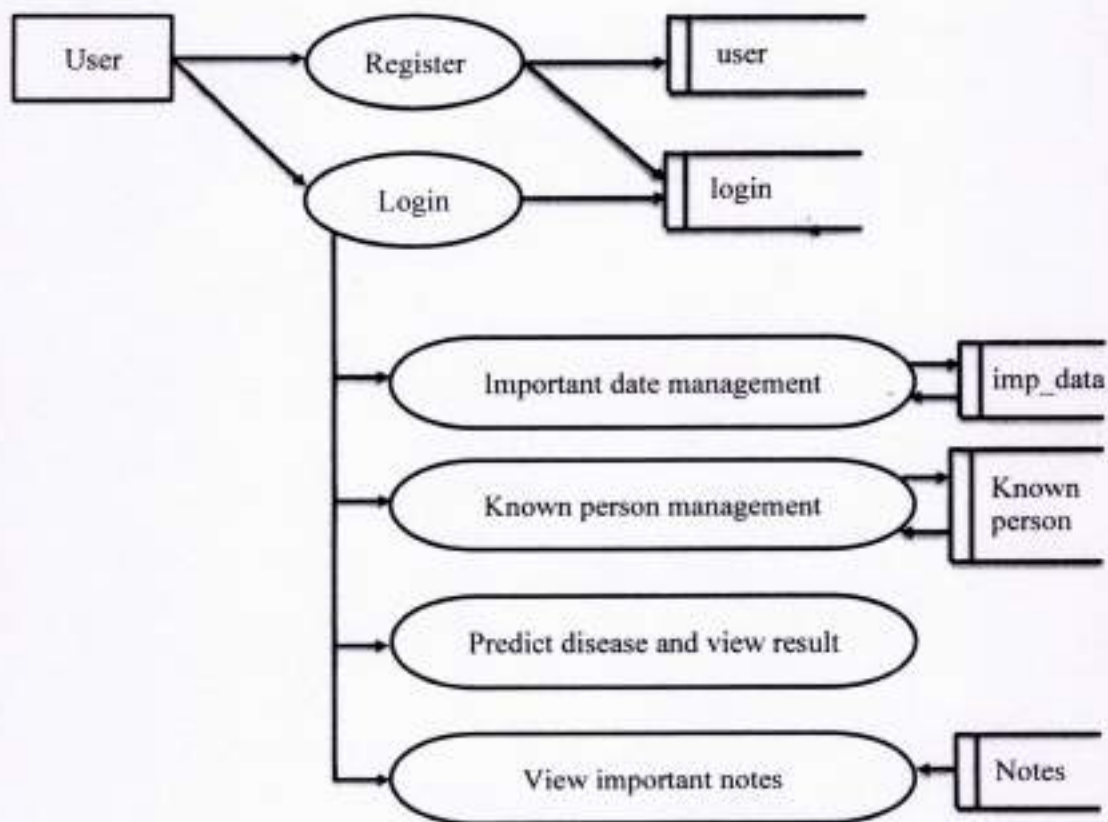 User
Register
user
Login
login
Important date management
imp_data
Known person management
Known
person
Predict disease and view result
View important notes
Notes